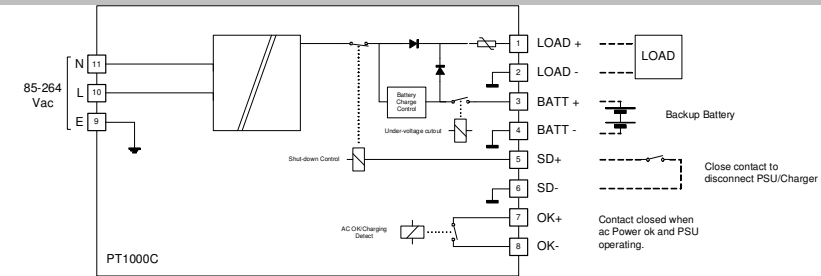 85-264
Vac
N 11
L 10
E 9
Battery
Charge
Control
Under-voltage cutout
Shut-down Control
AC OK/Charging
Detect
PT1000C
1 LOAD +
2 LOAD -
3 BATT +
4 BATT -
5 SD+
6 SD-
7 OK+
8 OK-
LOAD
Backup Battery
Close contact to
disconnect PSU/Charger
Contact closed when
ac Power ok and PSU
operating.